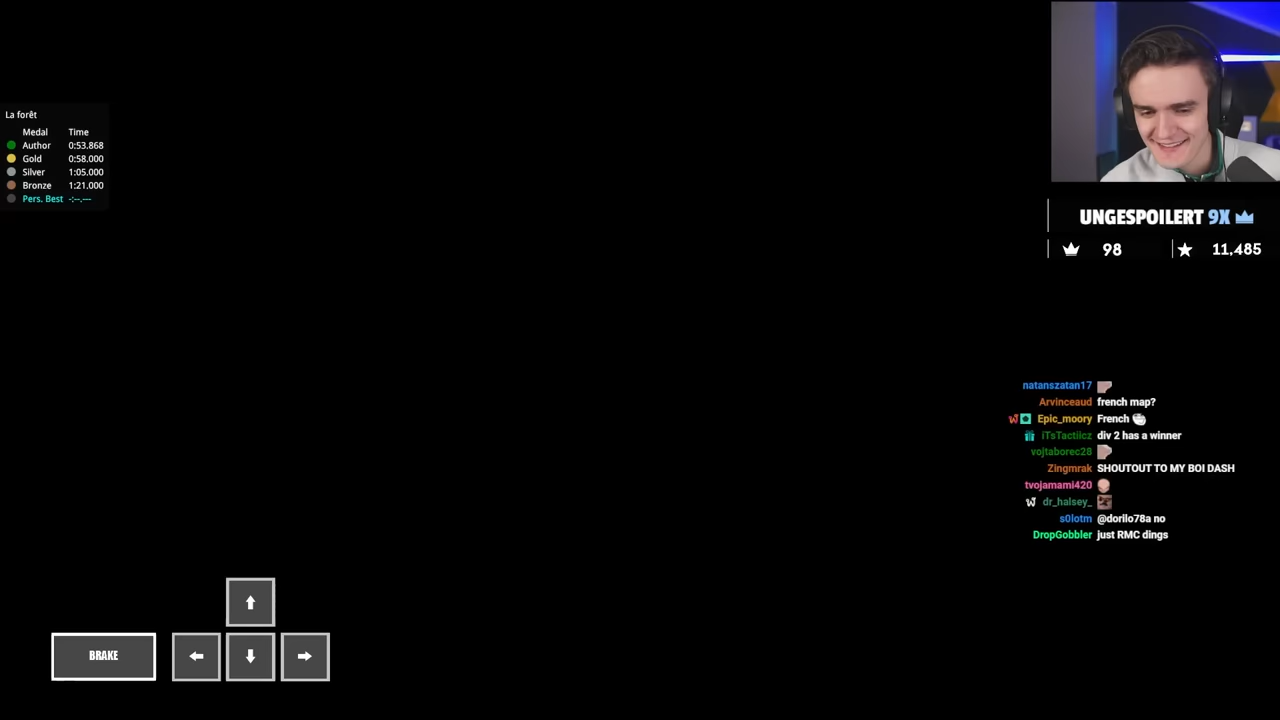 La forêt
Medal Time
Author 0:53.868
Gold 0:58.000
Silver 1:05.000
Bronze 1:21.000
Pers. Best -:--.---
UNGESPOILERT 9X
98 11,485
natanszatan17
Arvinceaud french map?
Epic_moory French
iTsTactiicz div 2 has a winner
vojtaborec28
Zingmrak SHOUTOUT TO MY BOI DASH
tvojamami420
dr_halsey_
s0lotm @dorilo78a no
DropGobbler just RMC dings
BRAKE